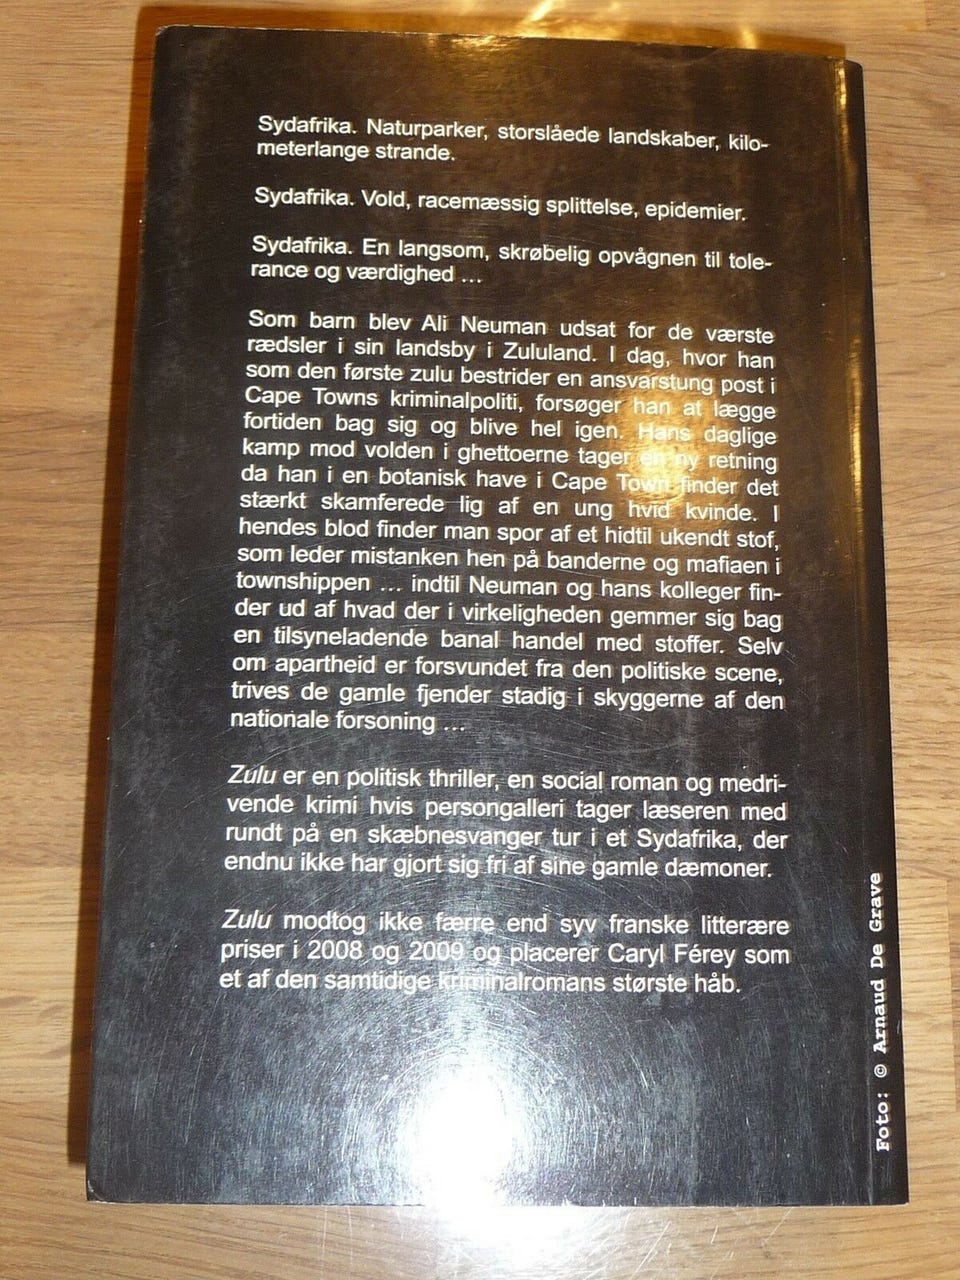 Sydafrika. Naturparker, storslåede landskaber, kilo-
meterlange strande.
Sydafrika. Vold, racemæssig splittelse, epidemier.
Sydafrika. En langsom, skrøbelig opvågnen til tole-
rance og værdighed ...
Som barn blev Ali Neuman udsat for de værste
rædsler i sin landsby i Zululand. I dag, hvor han
som den første zulu bestrider en ansvarstung post i
Cape Towns kriminalpoliti, forsøger han at lægge
fortiden bag sig og blive hel igen. Hans daglige
kamp mod volden i ghettoerne tager en ny retning
da han i en botanisk have i Cape Town finder det
stærkt skamferede lig af en ung hvid kvinde. I
hendes blod finder man spor af et hidtil ukendt stof,
som leder mistanken hen på banderne og mafiaen i
townshippen ... indtil Neuman og hans kolleger fin-
der ud af hvad der i virkeligheden gemmer sig bag
en tilsyneladende banal handel med stoffer. Selv
om apartheid er forsvundet fra den politiske scene,
trives de gamle fjender stadig i skyggerne af den
nationale forsoning ...
Zulu er en politisk thriller, en social roman og medri-
vende krimi hvis persongalleri tager læseren med
rundt på en skæbnesvanger tur i et Sydafrika, der
endnu ikke har gjort sig fri af sine gamle dæmoner.
Zulu modtog ikke færre end syv franske litterære
priser i 2008 og 2009 og placerer Caryl Férey som
et af den samtidige kriminalromans største håb.
Foto: © Arnaud De Grave